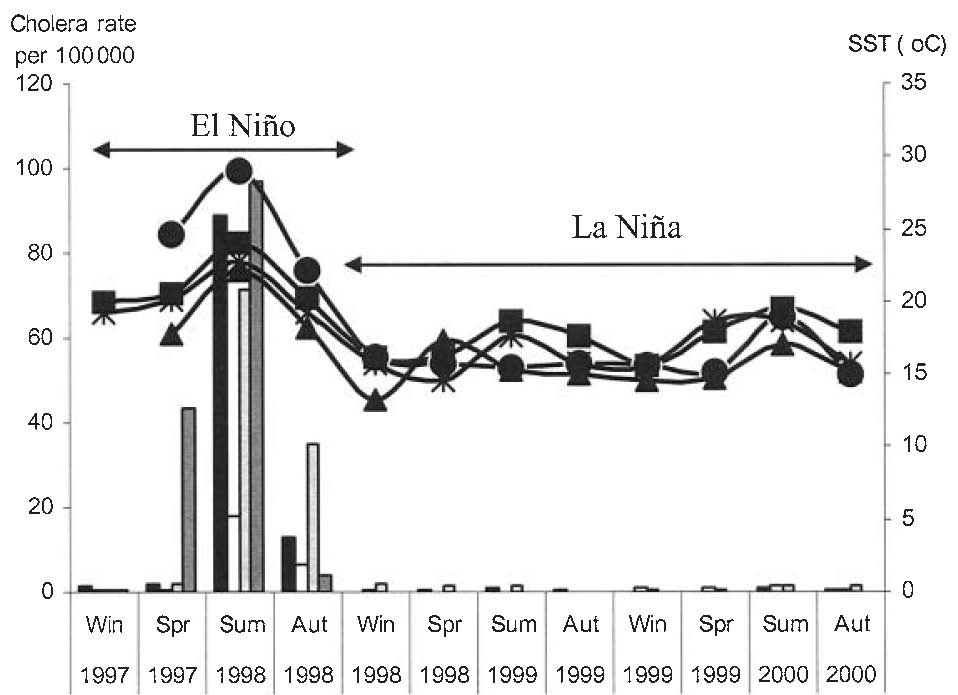 Cholera rate
per 100 000
SST ( oC)
120
100
80
60
40
20
0
35
30
25
20
15
10
5
0
El Niño
La Niña
Win Spr Sum Aut Win Spr Sum Aut Win Spr Sum Aut
1997 1997 1998 1998 1998 1998 1999 1999 1999 1999 2000 2000